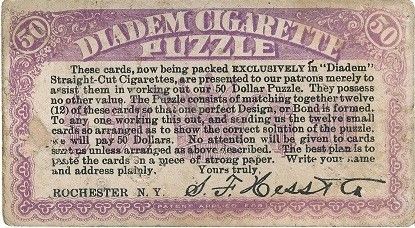 50 DIADEM CIGARETTE 50
PUZZLE
These cards, now being packed EXCLUSIVELY in "Diadem"
Straight-Cut Cigarettes, are presented to our patrons merely to
assist them in working out our 50 Dollar Puzzle. They possess
no other value. The Puzzle consists of matching together twelve
(12) of these cards so that one perfect Design, or Bond is formed.
To any one working this out, and sending us the twelve small
cards so arranged as to show the correct solution of the puzzle,
we will pay 50 Dollars. No attention will be given to cards
sent us unless arranged as above described. The best plan is to
paste the cards on a piece of strong paper. Write your name
and address plainly. Yours truly,
ROCHESTER N. Y. S. F. Hess & Co